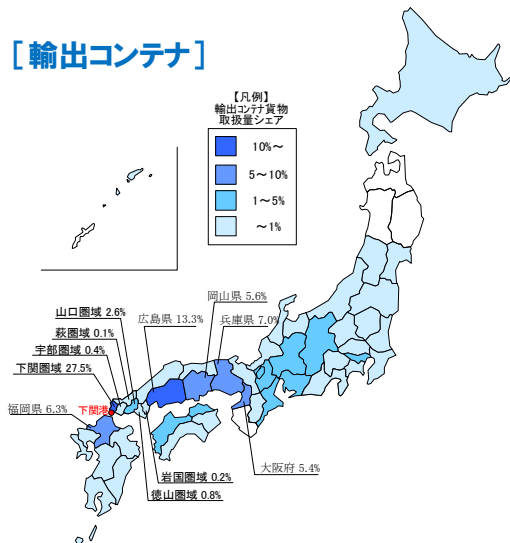 [輸出コンテナ]
【凡例】
輸出コンテナ貨物
取扱量シェア
10%～
5～10%
1～5%
～1%
岡山県 5.6%
山口圏域 2.6%
広島県 13.3%
兵庫県 7.0%
萩圏域 0.1%
宇部圏域 0.4%
下関圏域 27.5%
福岡県 6.3%
下関港
大阪府 5.4%
岩国圏域 0.2%
徳山圏域 0.8%